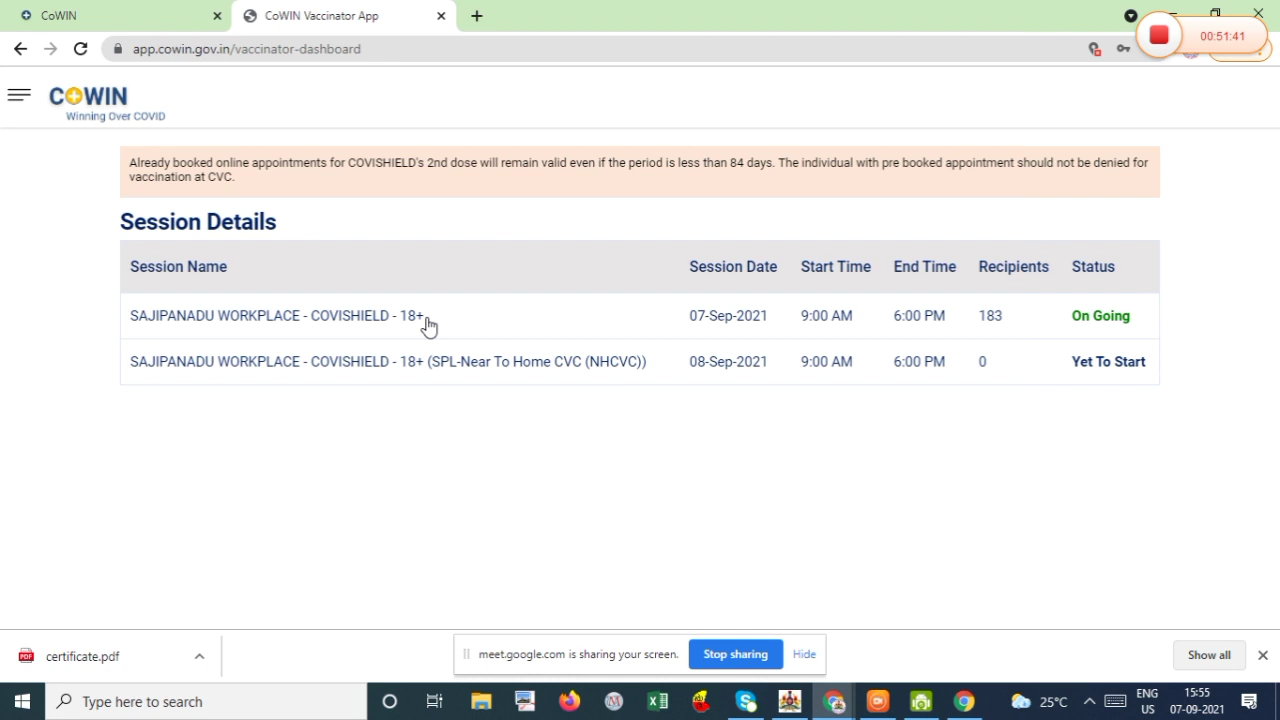 CoWIN
CoWIN Vaccinator App
app.cowin.gov.in/vaccinator-dashboard
00:51:41
COWIN
Winning Over COVID
Already booked online appointments for COVISHIELD's 2nd dose will remain valid even if the period is less than 84 days. The individual with pre booked appointment should not be denied for
vaccination at CVC.
Session Details
Session Name Session Date Start Time End Time Recipients Status
SAJIPANADU WORKPLACE - COVISHIELD - 18+ 07-Sep-2021 9:00 AM 6:00 PM 183 On Going
SAJIPANADU WORKPLACE - COVISHIELD - 18+ (SPL-Near To Home CVC (NHCVC)) 08-Sep-2021 9:00 AM 6:00 PM 0 Yet To Start
certificate.pdf
meet.google.com is sharing your screen. Stop sharing Hide
Show all
Type here to search
25°C
ENG
US
15:55
07-09-2021